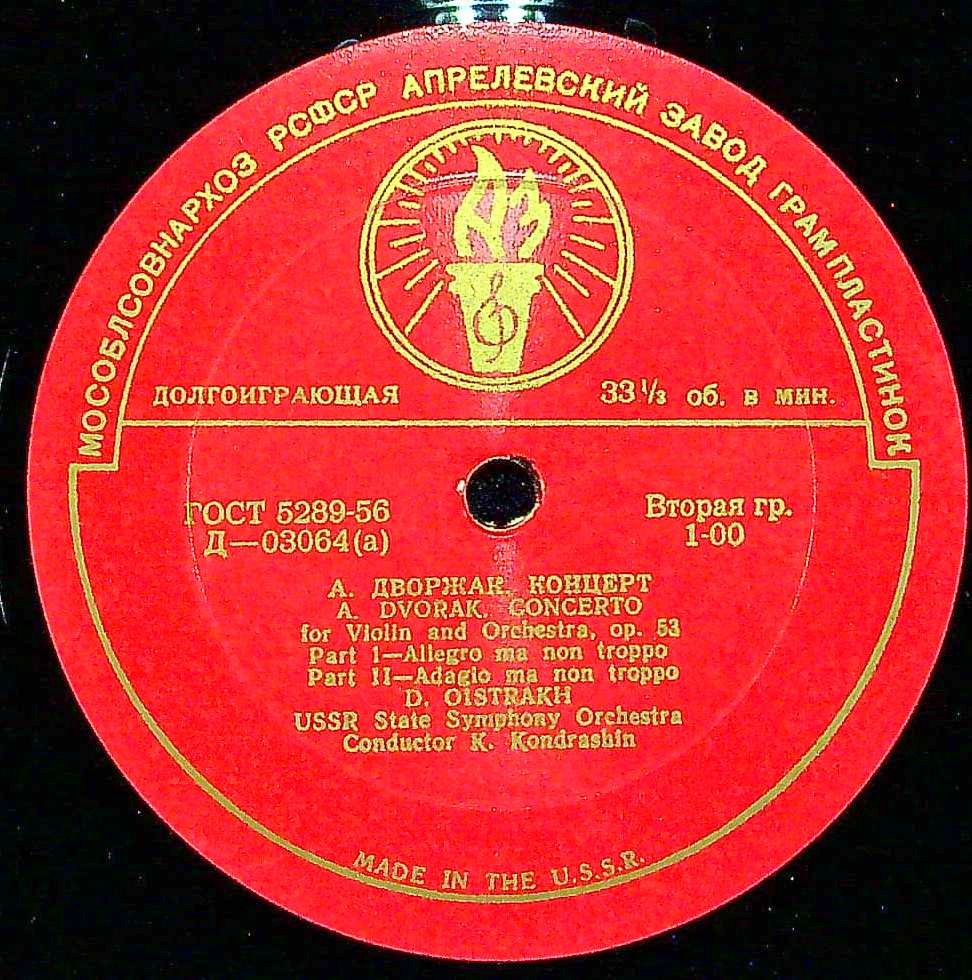 МОСОБЛСОВНАРХОЗ РСФСР АПРЕЛЕВСКИЙ ЗАВОД ГРАМПЛАСТИНОК
АЗ
ДОЛГОИГРАЮЩАЯ 33⅓ об. в мин.
ГОСТ 5289-56 Вторая гр.
Д—03064(а) 1-00
А. ДВОРЖАК. КОНЦЕРТ
A. DVORAK. CONCERTO
for Violin and Orchestra, op. 53
Part I—Allegro ma non troppo
Part II—Adagio ma non troppo
D. OISTRAKH
USSR State Symphony Orchestra
Conductor K. Kondrashin
MADE IN THE U.S.S.R.